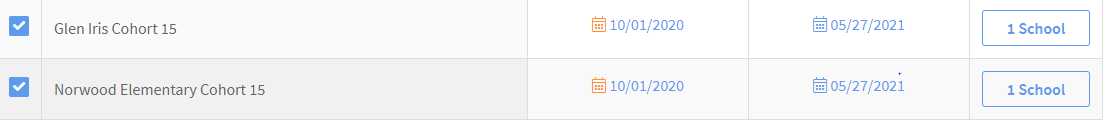 Glen Iris Cohort 15 10/01/2020 05/27/2021 1 School
Norwood Elementary Cohort 15 10/01/2020 05/27/2021 1 School